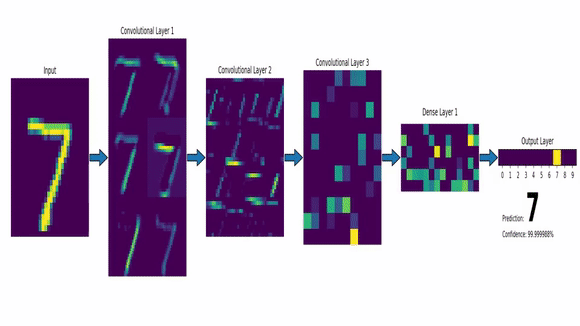 Convolutional Layer 1
Input
Convolutional Layer 2
Convolutional Layer 3
Dense Layer 1
Output Layer
0 1 2 3 4 5 6 7 8 9
Prediction: 7
Confidence: 99.999988%